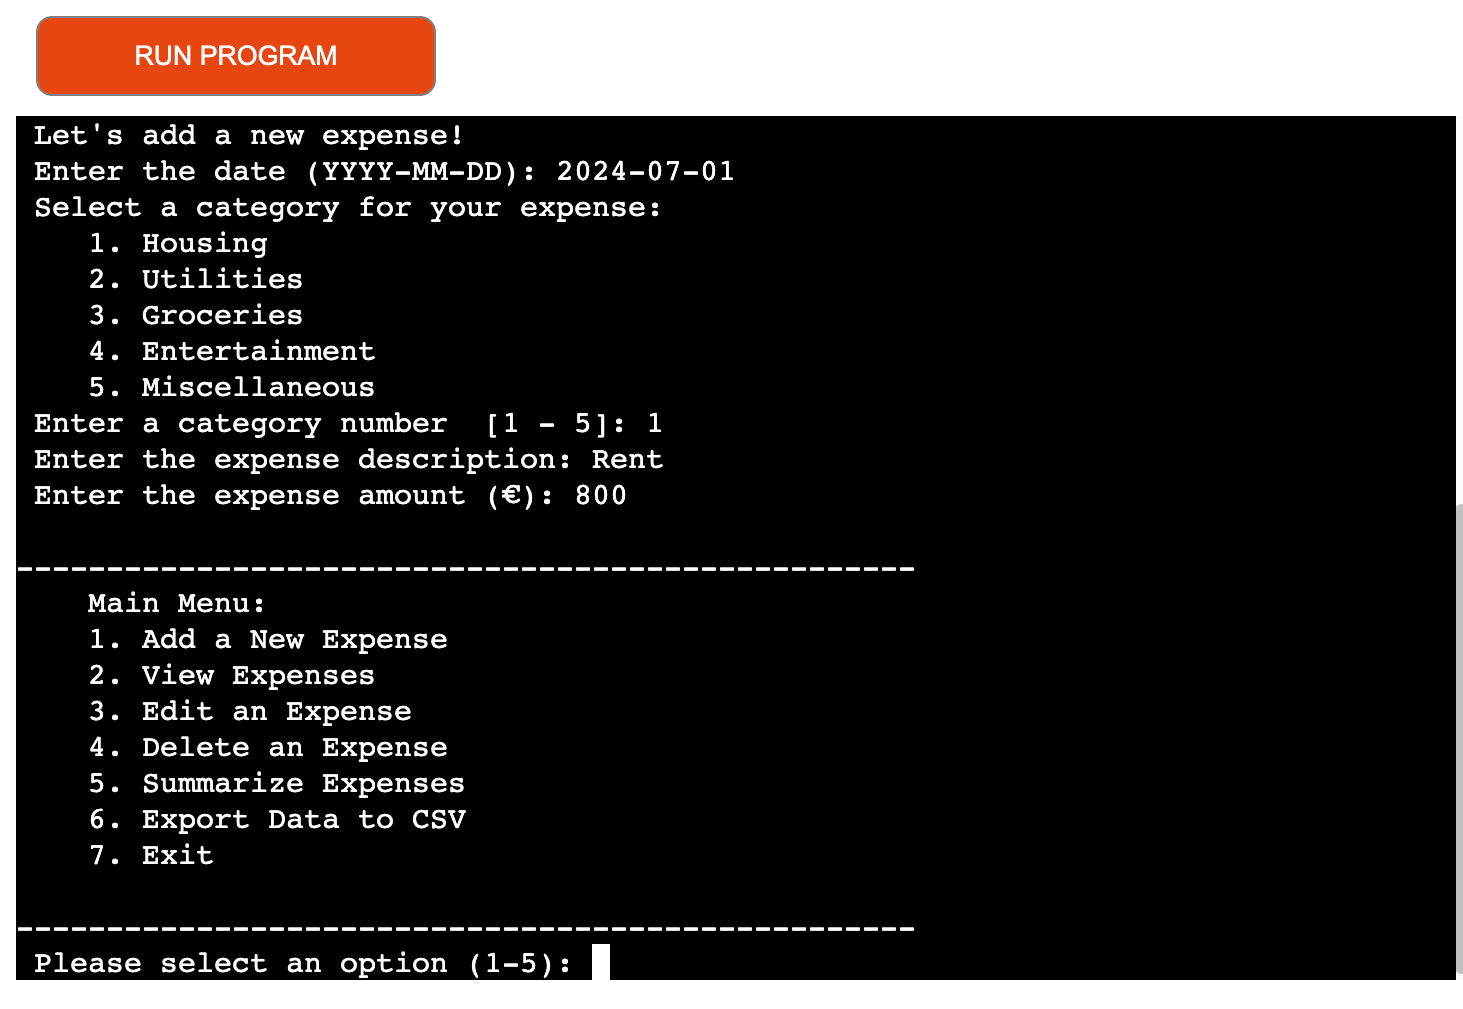 RUN PROGRAM
Let's add a new expense!
Enter the date (YYYY-MM-DD): 2024-07-01
Select a category for your expense:
1. Housing
2. Utilities
3. Groceries
4. Entertainment
5. Miscellaneous
Enter a category number  [1 - 5]: 1
Enter the expense description: Rent
Enter the expense amount (€): 800
--------------------------------------------------
Main Menu:
1. Add a New Expense
2. View Expenses
3. Edit an Expense
4. Delete an Expense
5. Summarize Expenses
6. Export Data to CSV
7. Exit
--------------------------------------------------
Please select an option (1-5):